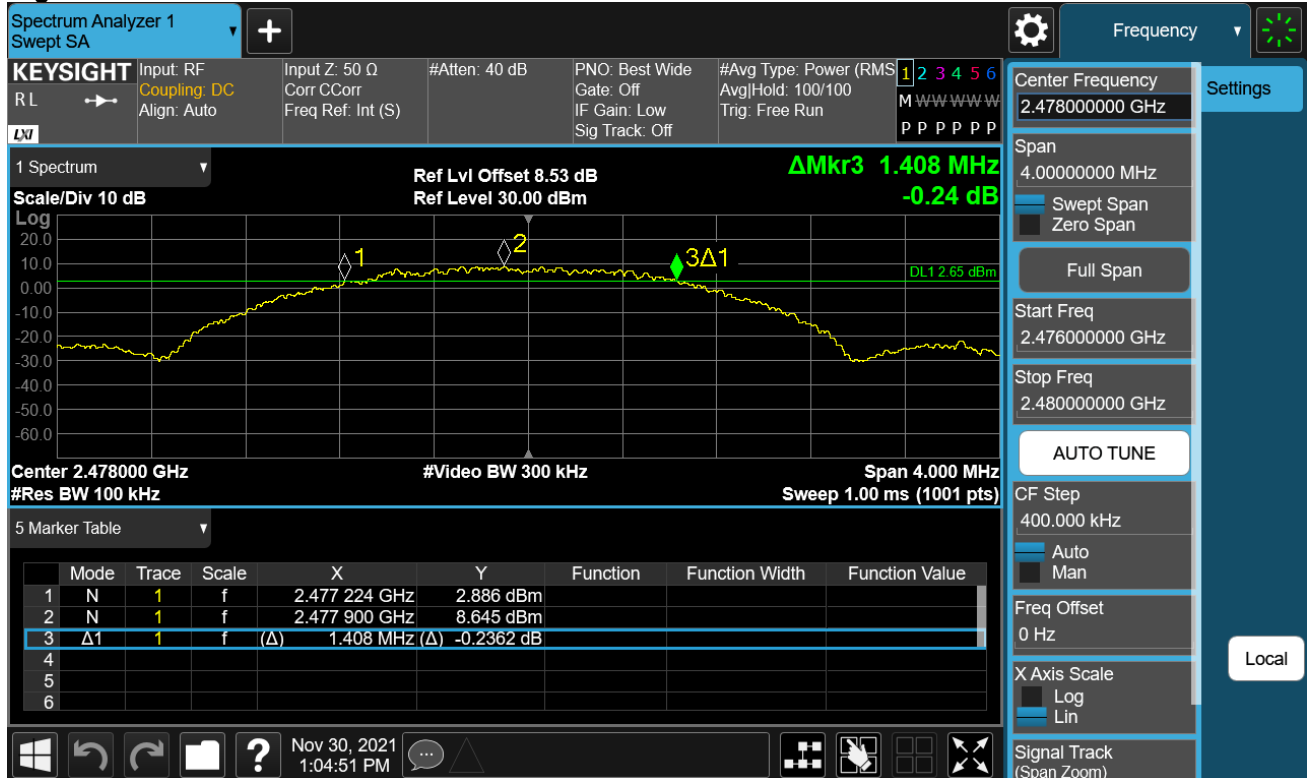 Spectrum Analyzer 1
Swept SA
+
Frequency
KEYSIGHT
RL
LXI
Input: RF
Coupling: DC
Align: Auto
Input Z: 50 Ω
Corr CCorr
Freq Ref: Int (S)
#Atten: 40 dB
PNO: Best Wide
Gate: Off
IF Gain: Low
Sig Track: Off
#Avg Type: Power (RMS
Avg|Hold: 100/100
Trig: Free Run
1 2 3 4 5 6
M W W W W W
P P P P P P
1 Spectrum
Scale/Div 10 dB
Ref Lvl Offset 8.53 dB
Ref Level 30.00 dBm
ΔMkr3 1.408 MHz
-0.24 dB
Log
20.0
10.0
0.00
-10.0
-20.0
-30.0
-40.0
-50.0
-60.0
1
2
3Δ1
DL1 2.65 dBm
Center 2.478000 GHz
#Video BW 300 kHz
Span 4.000 MHz
#Res BW 100 kHz
Sweep 1.00 ms (1001 pts)
5 Marker Table
Mode Trace Scale X Y Function Function Width Function Value
1 N 1 f 2.477 224 GHz 2.886 dBm
2 N 1 f 2.477 900 GHz 8.645 dBm
3 Δ1 1 f (Δ) 1.408 MHz (Δ) -0.2362 dB
4
5
6
?
Nov 30, 2021
1:04:51 PM
Center Frequency
2.478000000 GHz
Settings
Span
4.00000000 MHz
Swept Span
Zero Span
Full Span
Start Freq
2.476000000 GHz
Stop Freq
2.480000000 GHz
AUTO TUNE
CF Step
400.000 kHz
Auto
Man
Freq Offset
0 Hz
Local
X Axis Scale
Log
Lin
Signal Track
(Span Zoom)